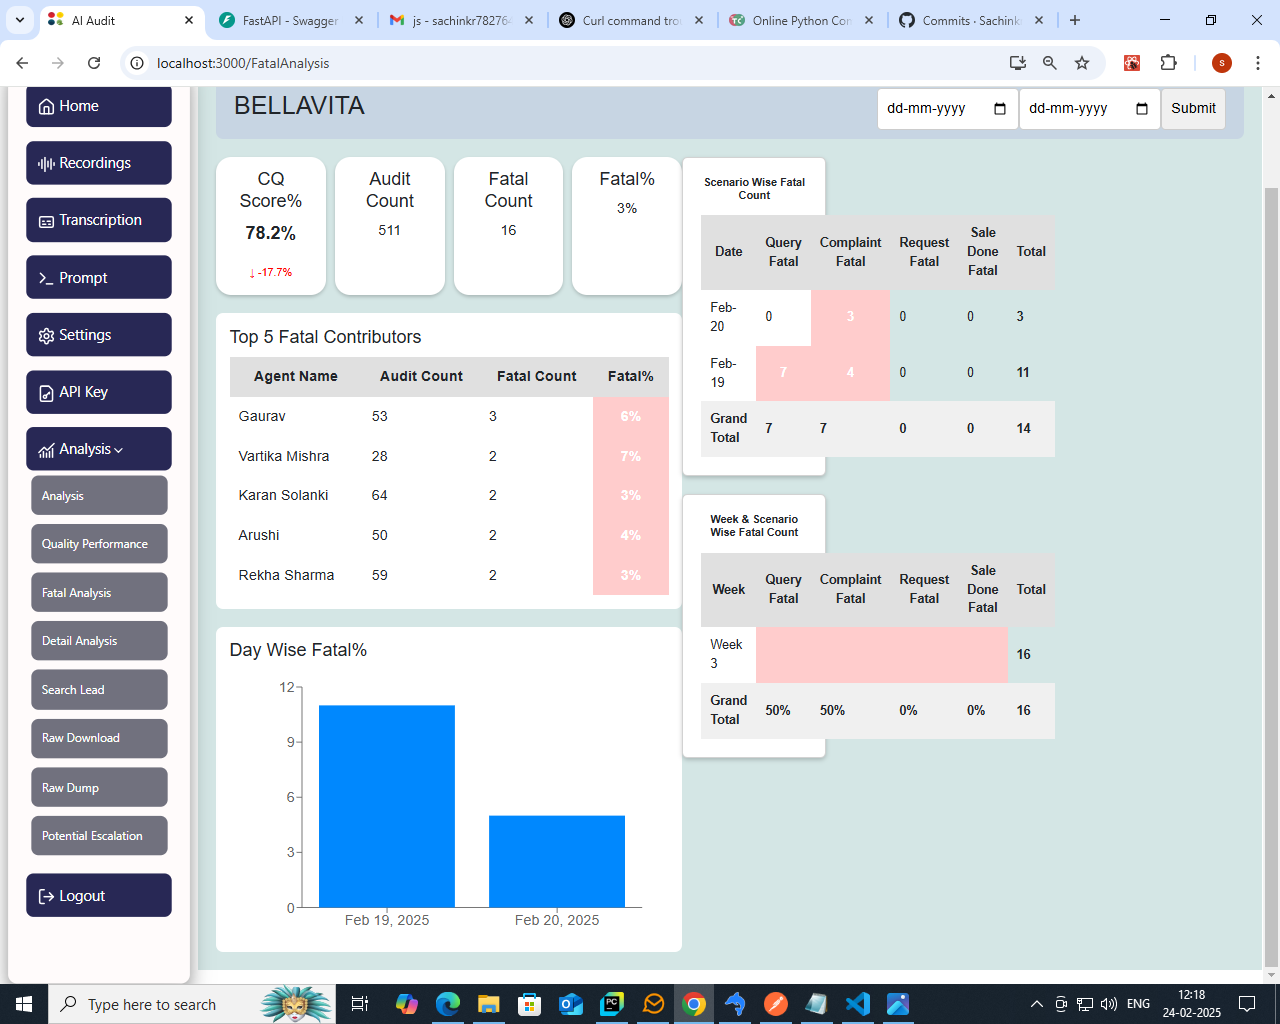 AI Audit
FastAPI - Swagger
js - sachinkr78276
Curl command tro
Online Python Com
Commits · Sachink
localhost:3000/FatalAnalysis
s
Home
Recordings
Transcription
Prompt
Settings
API Key
Analysis
Analysis
Quality Performance
Fatal Analysis
Detail Analysis
Search Lead
Raw Download
Raw Dump
Potential Escalation
Logout
BELLAVITA
dd-mm-yyyy
dd-mm-yyyy
Submit
CQ
Score%
78.2%
↓ -17.7%
Audit
Count
511
Fatal
Count
16
Fatal%
3%
Top 5 Fatal Contributors
Agent Name Audit Count Fatal Count Fatal%
Gaurav 53 3 6%
Vartika Mishra 28 2 7%
Karan Solanki 64 2 3%
Arushi 50 2 4%
Rekha Sharma 59 2 3%
Day Wise Fatal%
12
9
6
3
0
Feb 19, 2025 Feb 20, 2025
Scenario Wise Fatal
Count
Date Query Fatal Complaint Fatal Request Fatal Sale Done Fatal Total
Feb-20 0 3 0 0 3
Feb-19 7 4 0 0 11
Grand Total 7 7 0 0 14
Week & Scenario
Wise Fatal Count
Week Query Fatal Complaint Fatal Request Fatal Sale Done Fatal Total
Week 3 16
Grand Total 50% 50% 0% 0% 16
Type here to search
ENG
12:18
24-02-2025